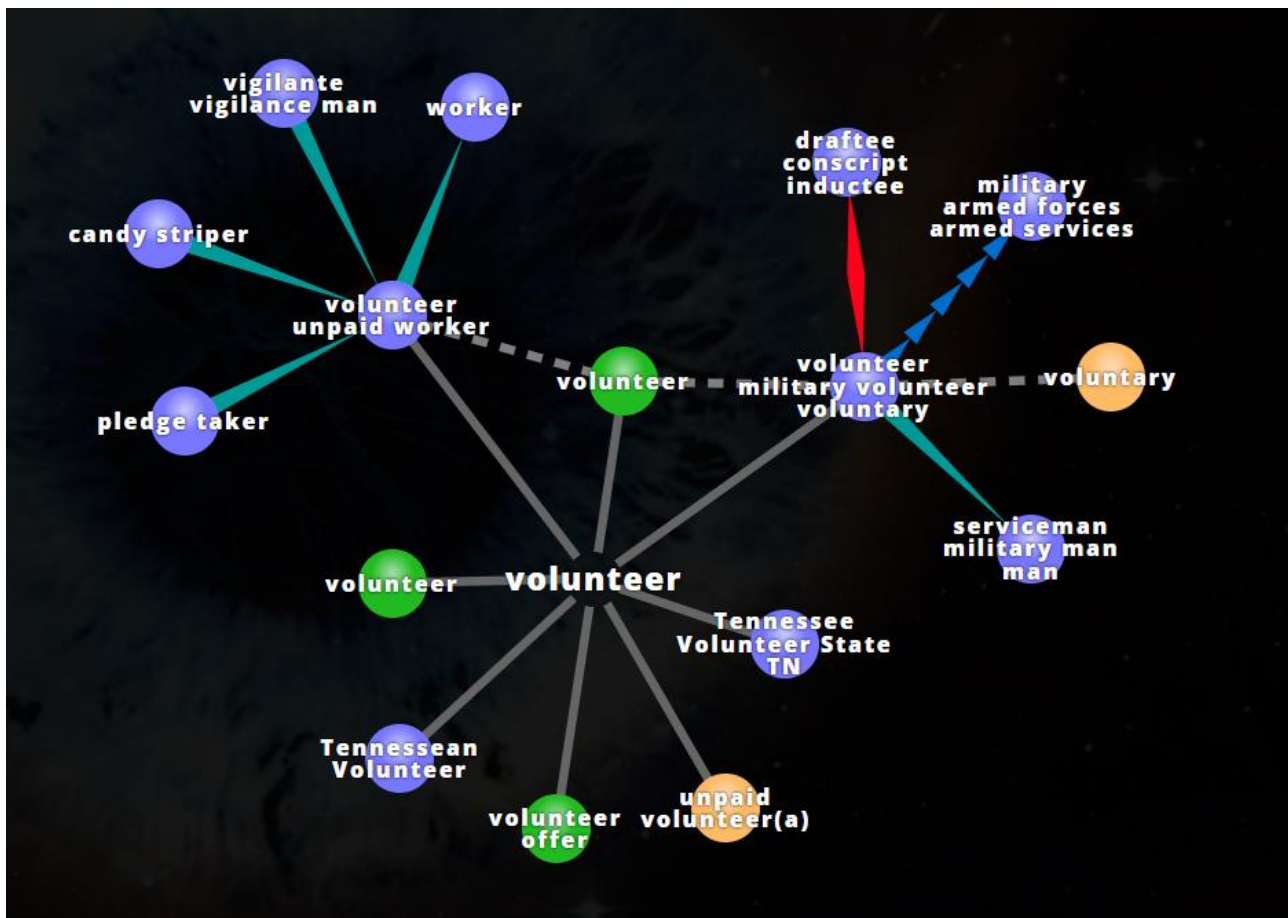 vigilante
vigilance man
worker
draftee
conscript
inductee
military
armed forces
armed services
candy striper
volunteer
unpaid worker
volunteer
volunteer
military volunteer
voluntary
voluntary
pledge taker
serviceman
military man
man
volunteer
volunteer
Tennessee
Volunteer State
TN
Tennessean
Volunteer
volunteer
offer
unpaid
volunteer(a)